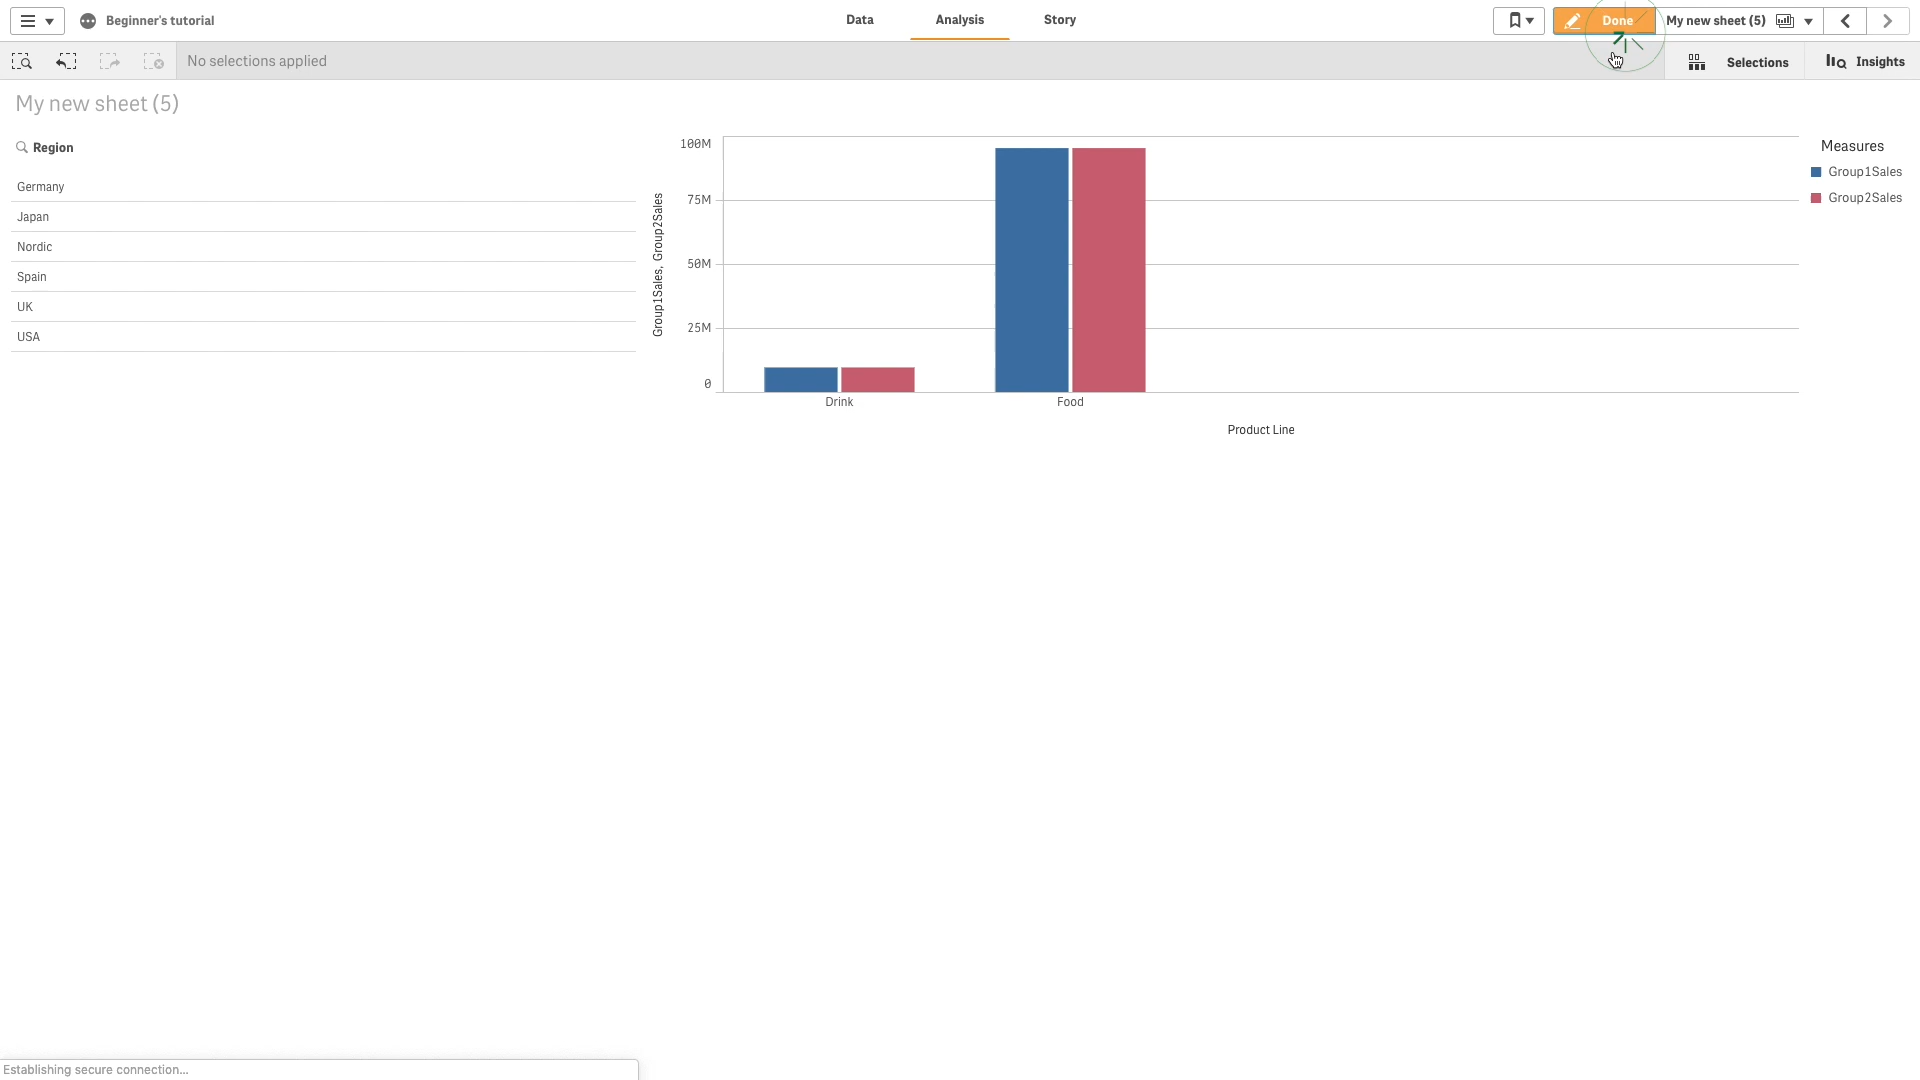 Beginner's tutorial
Data
Analysis
Story
Done
My new sheet (5)
No selections applied
Selections
Insights
My new sheet (5)
Region
Germany
Japan
Nordic
Spain
UK
USA
Group1Sales, Group2Sales
100M
75M
50M
25M
0
Drink
Food
Product Line
Measures
Group1Sales
Group2Sales
Establishing secure connection...